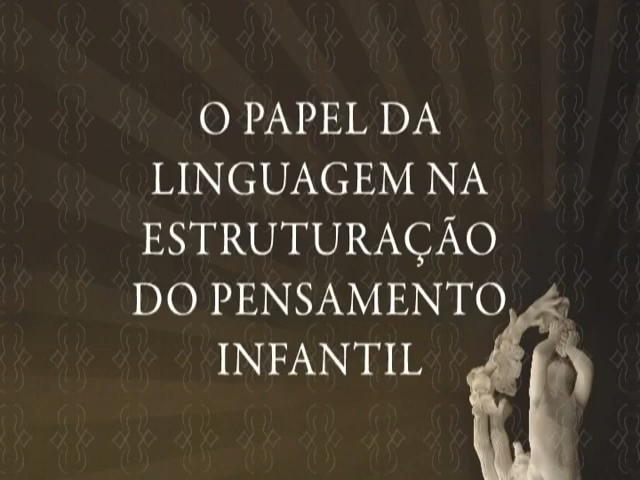 O PAPEL DA
LINGUAGEM NA
ESTRUTURAÇÃO
DO PENSAMENTO
INFANTIL